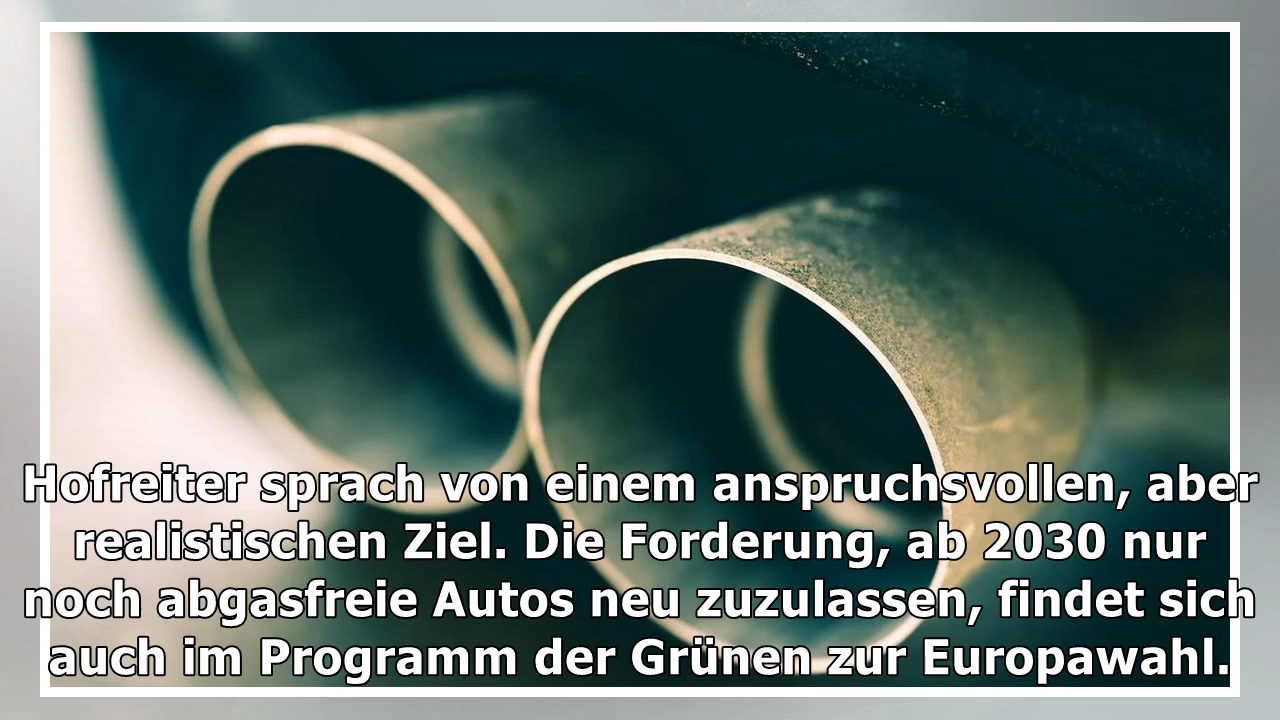 Hofreiter sprach von einem anspruchsvollen, aber
realistischen Ziel. Die Forderung, ab 2030 nur
noch abgasfreie Autos neu zuzulassen, findet sich
auch im Programm der Grünen zur Europawahl.